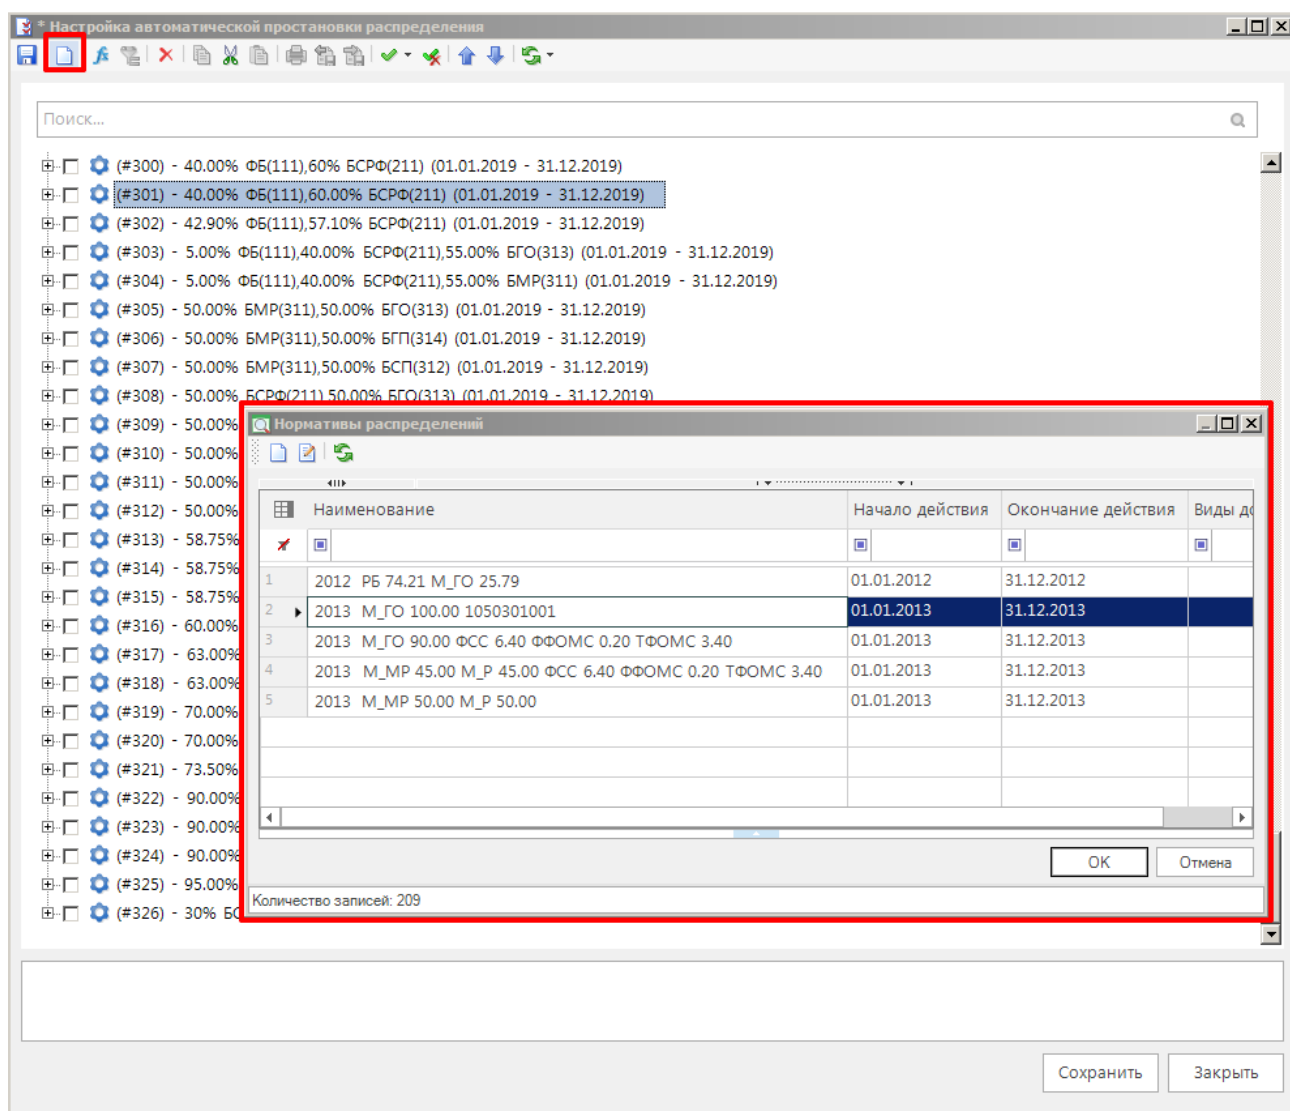 * Настройка автоматической простановки распределения
Поиск...
(#300) - 40.00% ФБ(111),60% БСРФ(211) (01.01.2019 - 31.12.2019)
(#301) - 40.00% ФБ(111),60.00% БСРФ(211) (01.01.2019 - 31.12.2019)
(#302) - 42.90% ФБ(111),57.10% БСРФ(211) (01.01.2019 - 31.12.2019)
(#303) - 5.00% ФБ(111),40.00% БСРФ(211),55.00% БГО(313) (01.01.2019 - 31.12.2019)
(#304) - 5.00% ФБ(111),40.00% БСРФ(211),55.00% БМР(311) (01.01.2019 - 31.12.2019)
(#305) - 50.00% БМР(311),50.00% БГО(313) (01.01.2019 - 31.12.2019)
(#306) - 50.00% БМР(311),50.00% БГП(314) (01.01.2019 - 31.12.2019)
(#307) - 50.00% БМР(311),50.00% БСП(312) (01.01.2019 - 31.12.2019)
(#308) - 50.00% БСРФ(211),50.00% БГО(313) (01.01.2019 - 31.12.2019)
(#309) - 50.00%
(#310) - 50.00%
(#311) - 50.00%
(#312) - 50.00%
(#313) - 58.75%
(#314) - 58.75%
(#315) - 58.75%
(#316) - 60.00%
(#317) - 63.00%
(#318) - 63.00%
(#319) - 70.00%
(#320) - 70.00%
(#321) - 73.50%
(#322) - 90.00%
(#323) - 90.00%
(#324) - 90.00%
(#325) - 95.00%
(#326) - 30% БС
Нормативы распределений
Наименование Начало действия Окончание действия Виды до
1 2012 РБ 74.21 М_ГО 25.79 01.01.2012 31.12.2012
2 2013 М_ГО 100.00 1050301001 01.01.2013 31.12.2013
3 2013 М_ГО 90.00 ФСС 6.40 ФФОМС 0.20 ТФОМС 3.40 01.01.2013 31.12.2013
4 2013 М_МР 45.00 М_Р 45.00 ФСС 6.40 ФФОМС 0.20 ТФОМС 3.40 01.01.2013 31.12.2013
5 2013 М_МР 50.00 М_Р 50.00 01.01.2013 31.12.2013
ОК Отмена
Количество записей: 209
Сохранить Закрыть